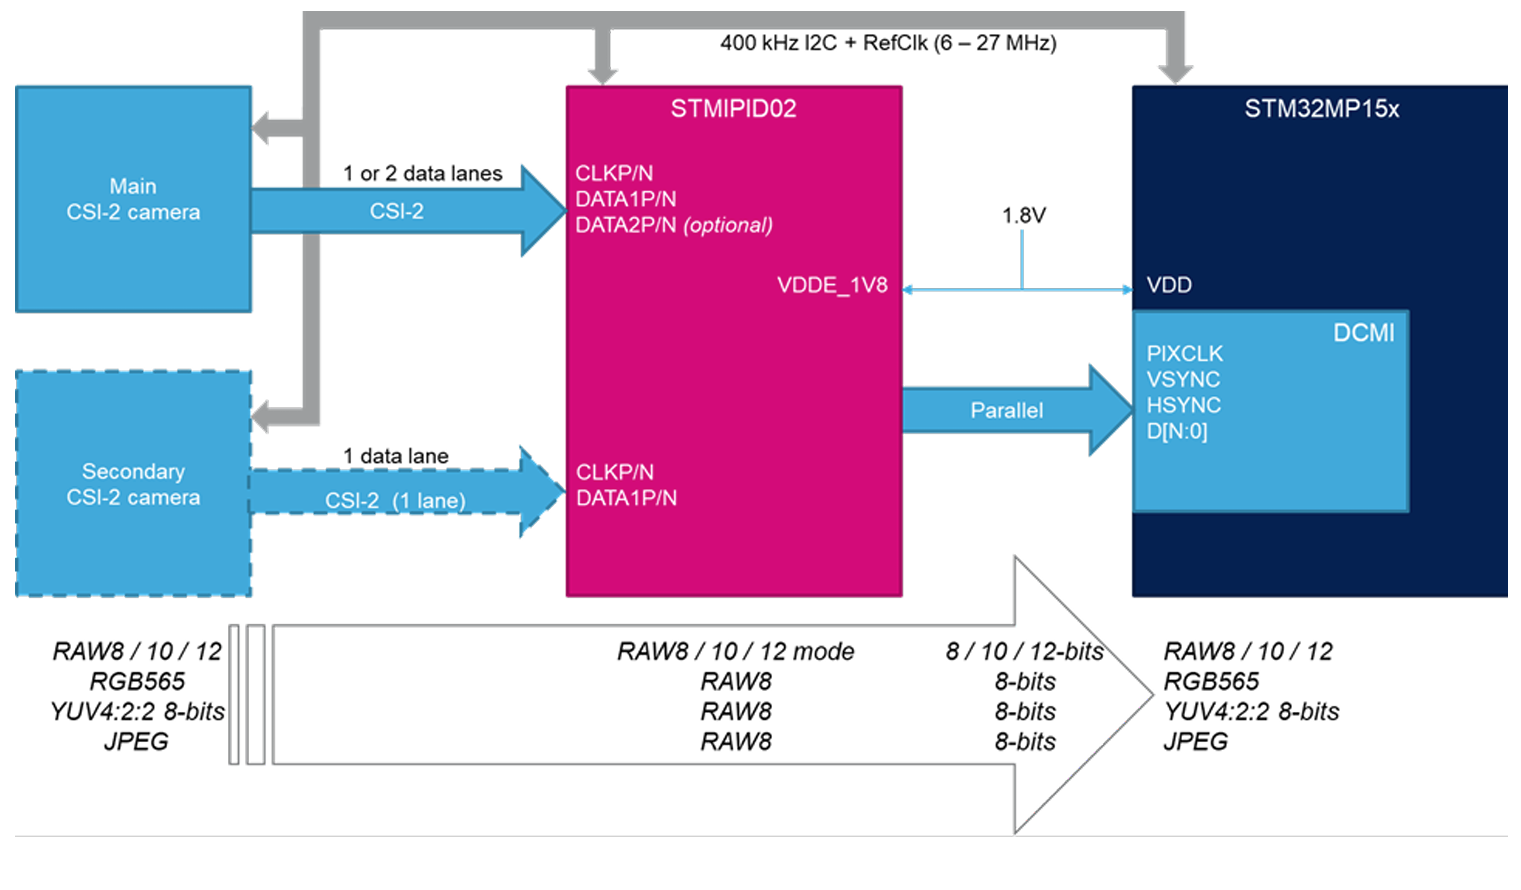 400 kHz I2C + RefClk (6 – 27 MHz)
STMIPID02
STM32MP15x
Main
CSI-2 camera
1 or 2 data lanes
CSI-2
CLKP/N
DATA1P/N
DATA2P/N (optional)
1.8V
VDDE_1V8
VDD
DCMI
PIXCLK
VSYNC
HSYNC
D[N:0]
Parallel
Secondary
CSI-2 camera
1 data lane
CSI-2 (1 lane)
CLKP/N
DATA1P/N
RAW8 / 10 / 12 RAW8 / 10 / 12 mode 8 / 10 / 12-bits RAW8 / 10 / 12
RGB565 RAW8 8-bits RGB565
YUV4:2:2 8-bits RAW8 8-bits YUV4:2:2 8-bits
JPEG RAW8 8-bits JPEG